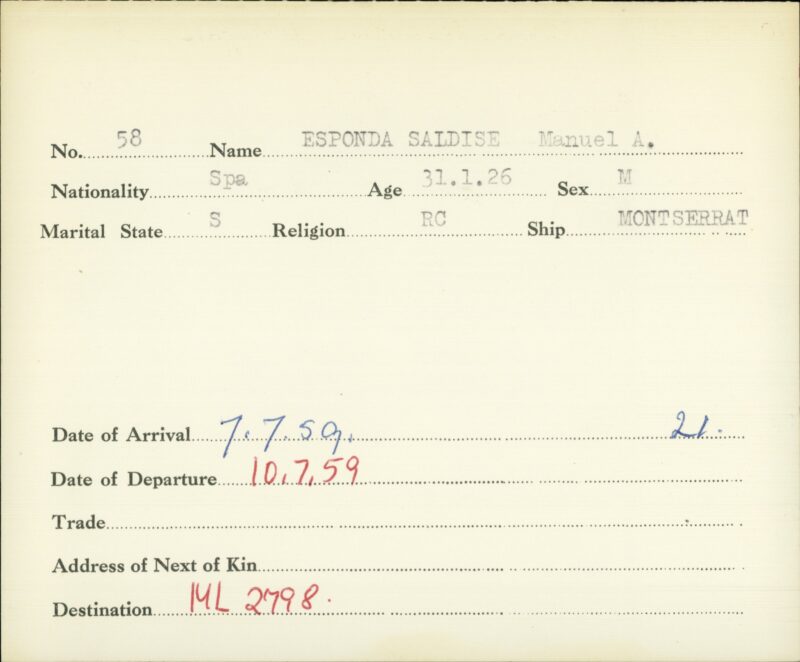 No. 58 Name ESPONDA SALDISE Manuel A.
Nationality Spa Age 31.1.26 Sex M
Marital State S Religion RC Ship MONTSERRAT
Date of Arrival 7.7.59. 21.
Date of Departure 10.7.59
Trade
Address of Next of Kin
Destination ML 2798.